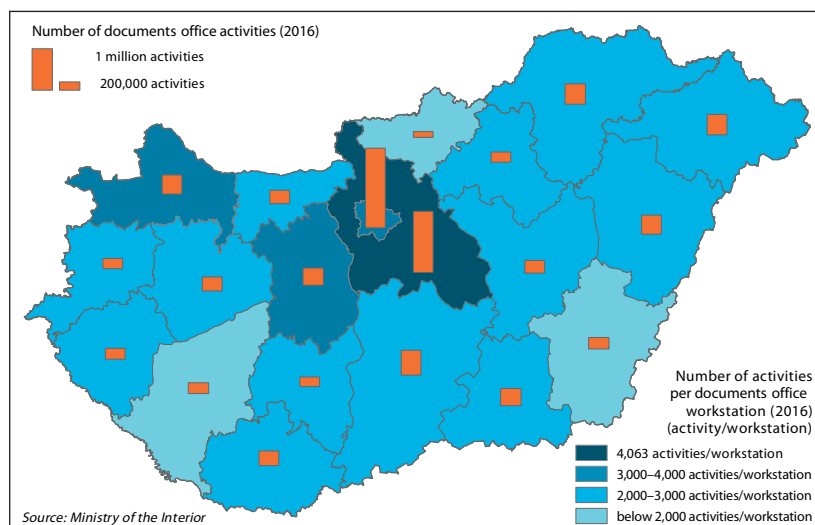 Number of documents office activities (2016)
1 million activities
200,000 activities
Number of activities
per documents office
workstation (2016)
(activity/workstation)
4,063 activities/workstation
3,000–4,000 activities/workstation
2,000–3,000 activities/workstation
below 2,000 activities/workstation
Source: Ministry of the Interior